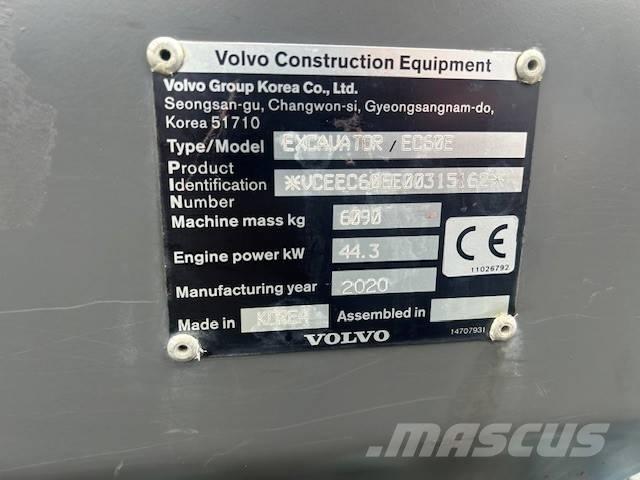 Volvo Construction Equipment
Volvo Group Korea Co., Ltd.
Seongsan-gu, Changwon-si, Gyeongsangnam-do,
Korea 51710
Type/Model EXCAVATOR / EC60E
Product
Identification
Number
Machine mass kg 6090
Engine power kW 44.3
CE
11026792
Manufacturing year 2020
Made in KOREA Assembled in
VOLVO 14707931
MASCUS